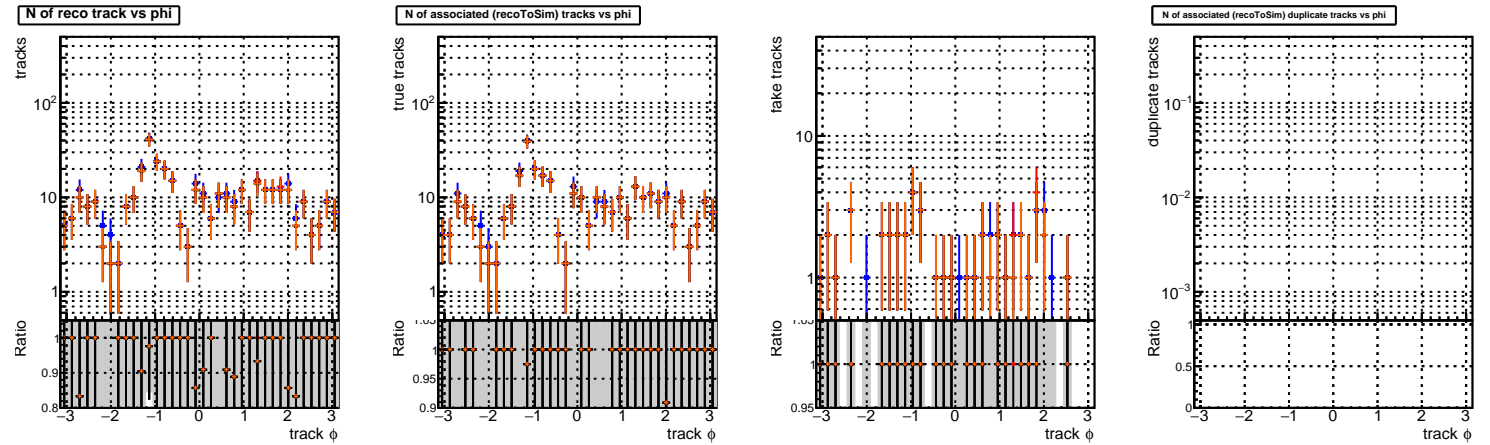 N of reco track vs phi
tracks
10²
10
1
Ratio
1
0.9
0.8
−3 −2 −1 0 1 2 3
track ϕ
N of associated (recoToSim) tracks vs phi
true tracks
10²
10
1
Ratio
1.05
1
0.95
0.9
−3 −2 −1 0 1 2 3
track ϕ
fake tracks
10
1
Ratio
1.05
1
0.95
−3 −2 −1 0 1 2 3
track ϕ
N of associated (recoToSim) duplicate tracks vs phi
duplicate tracks
10⁻¹
10⁻²
10⁻³
Ratio
1
0.5
0
−3 −2 −1 0 1 2 3
track ϕ